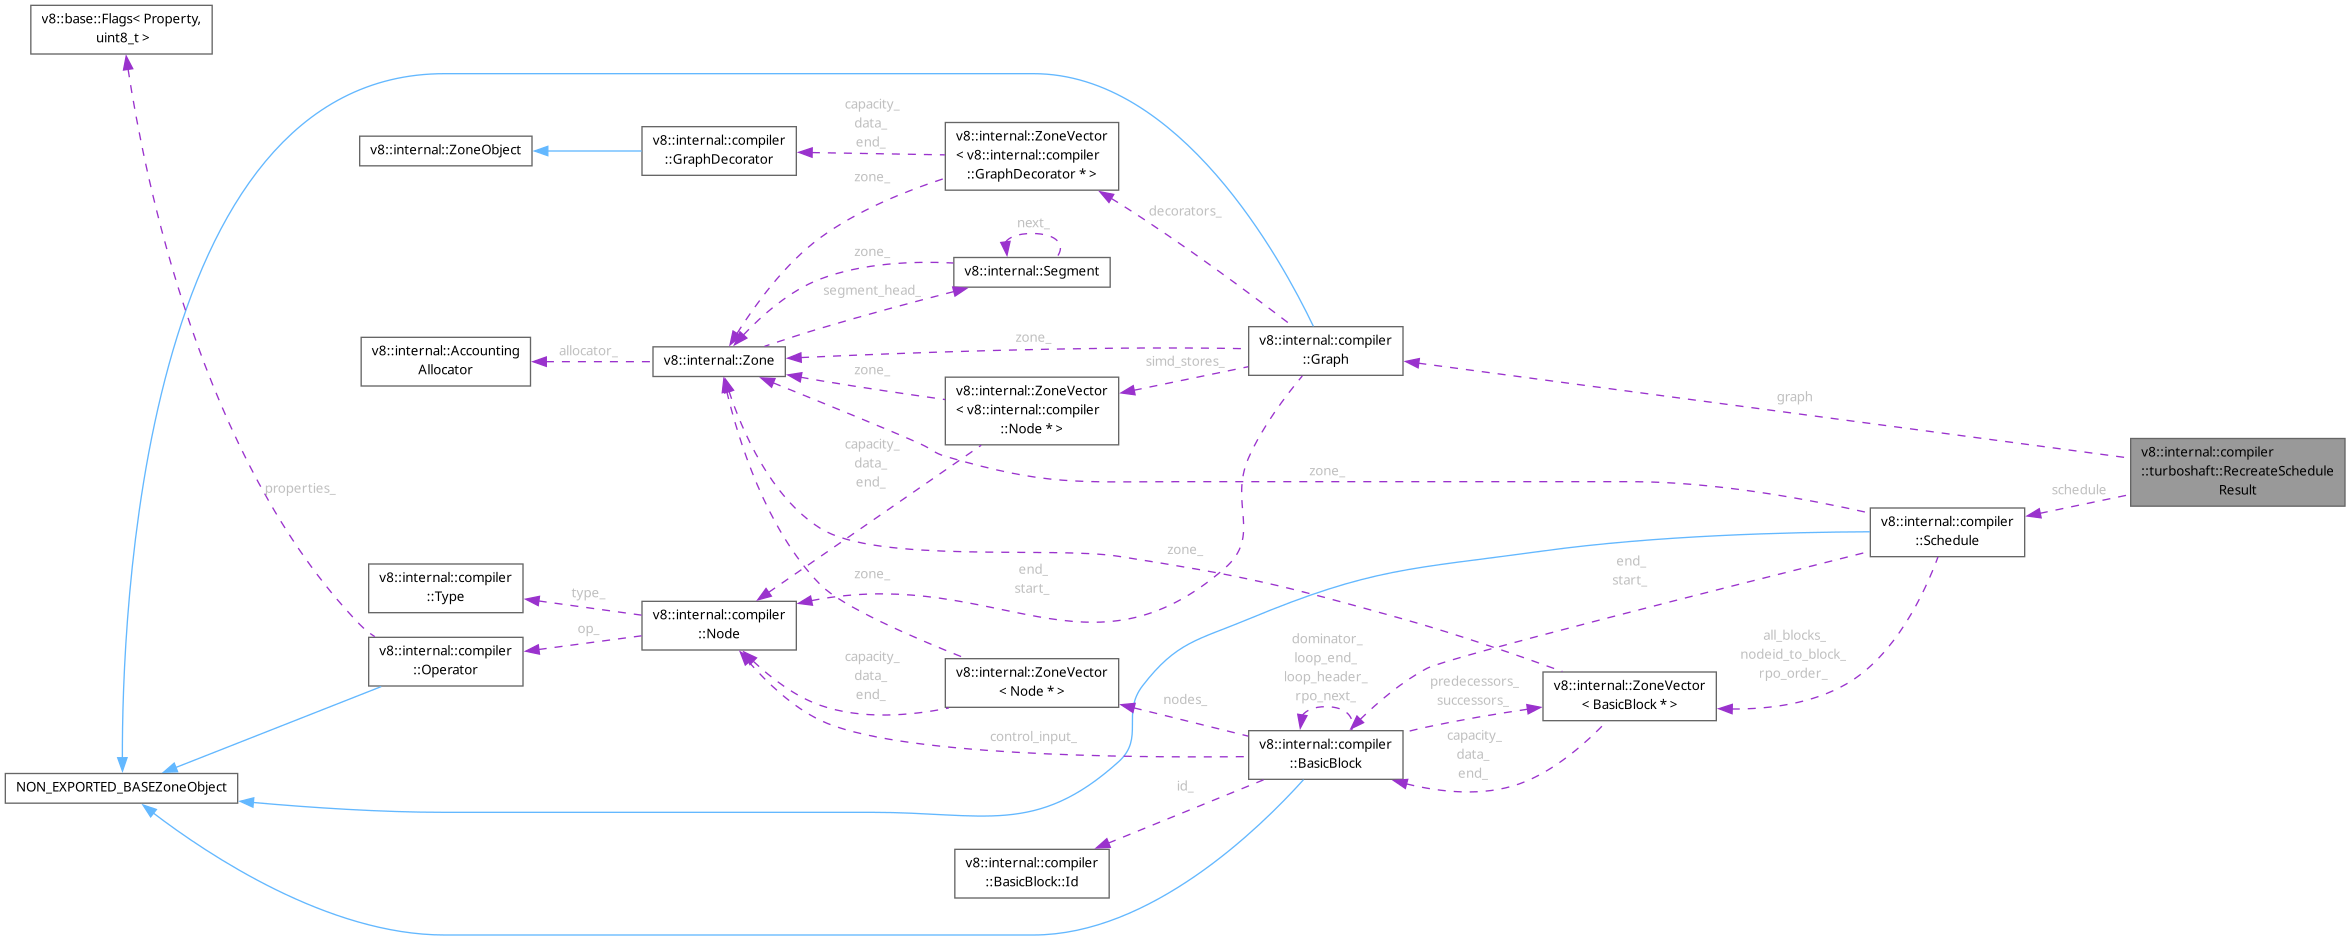 v8::base::Flags< Property,
uint8_t >
capacity_
data_
end_
v8::internal::ZoneObject
v8::internal::compiler
::GraphDecorator
v8::internal::ZoneVector
< v8::internal::compiler
::GraphDecorator * >
zone_
decorators_
next_
zone_
v8::internal::Segment
segment_head_
v8::internal::Accounting
Allocator
allocator_
v8::internal::Zone
zone_
v8::internal::compiler
::Graph
simd_stores_
zone_
v8::internal::ZoneVector
< v8::internal::compiler
::Node * >
graph
capacity_
data_
end_
zone_
properties_
v8::internal::compiler
::turboshaft::RecreateSchedule
Result
schedule
v8::internal::compiler
::Schedule
zone_
end_
start_
end_
start_
v8::internal::compiler
::Type
type_
zone_
v8::internal::compiler
::Node
op_
v8::internal::compiler
::Operator
capacity_
data_
end_
v8::internal::ZoneVector
< Node * >
dominator_
loop_end_
loop_header_
rpo_next_
all_blocks_
nodeid_to_block_
rpo_order_
predecessors_
successors_
v8::internal::ZoneVector
< BasicBlock * >
nodes_
control_input_
v8::internal::compiler
::BasicBlock
capacity_
data_
end_
NON_EXPORTED_BASEZoneObject
id_
v8::internal::compiler
::BasicBlock::Id